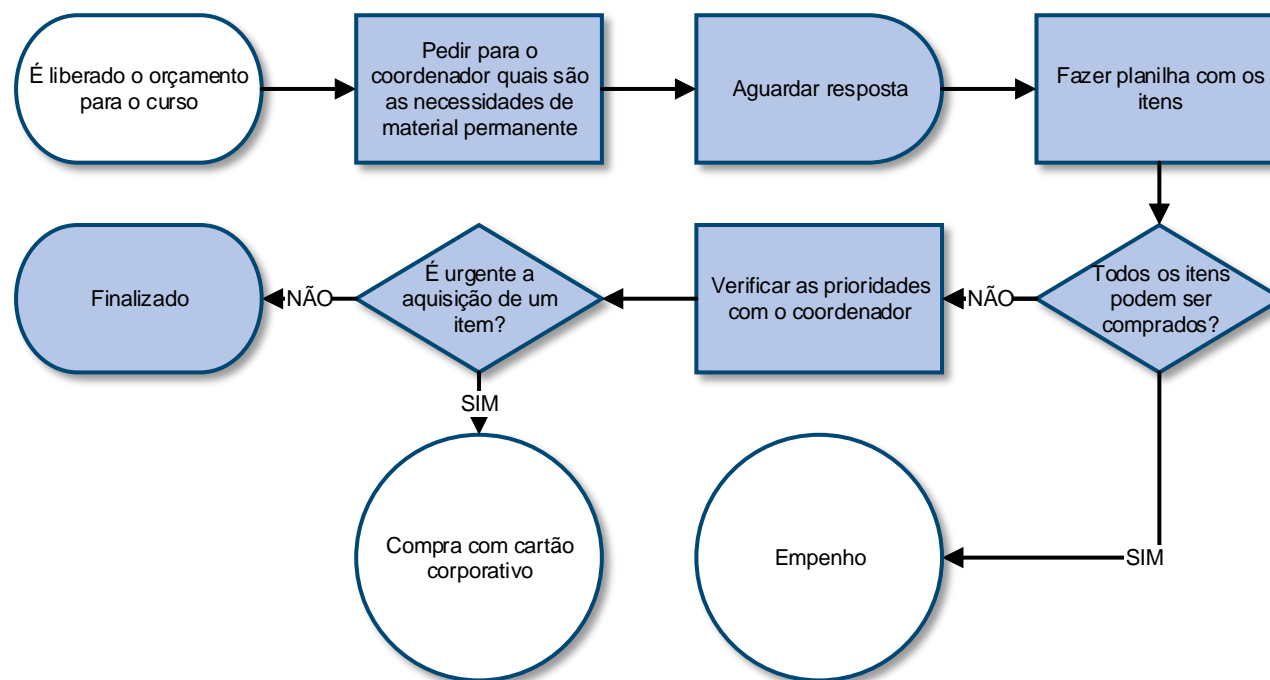 É liberado o orçamento
para o curso
Pedir para o
coordenador quais são
as necessidades de
material permanente
Aguardar resposta
Fazer planilha com os
itens
Finalizado
NÃO
É urgente a
aquisição de um
item?
Verificar as prioridades
com o coordenador
NÃO
Todos os itens
podem ser
comprados?
SIM
Compra com cartão
corporativo
Empenho
SIM